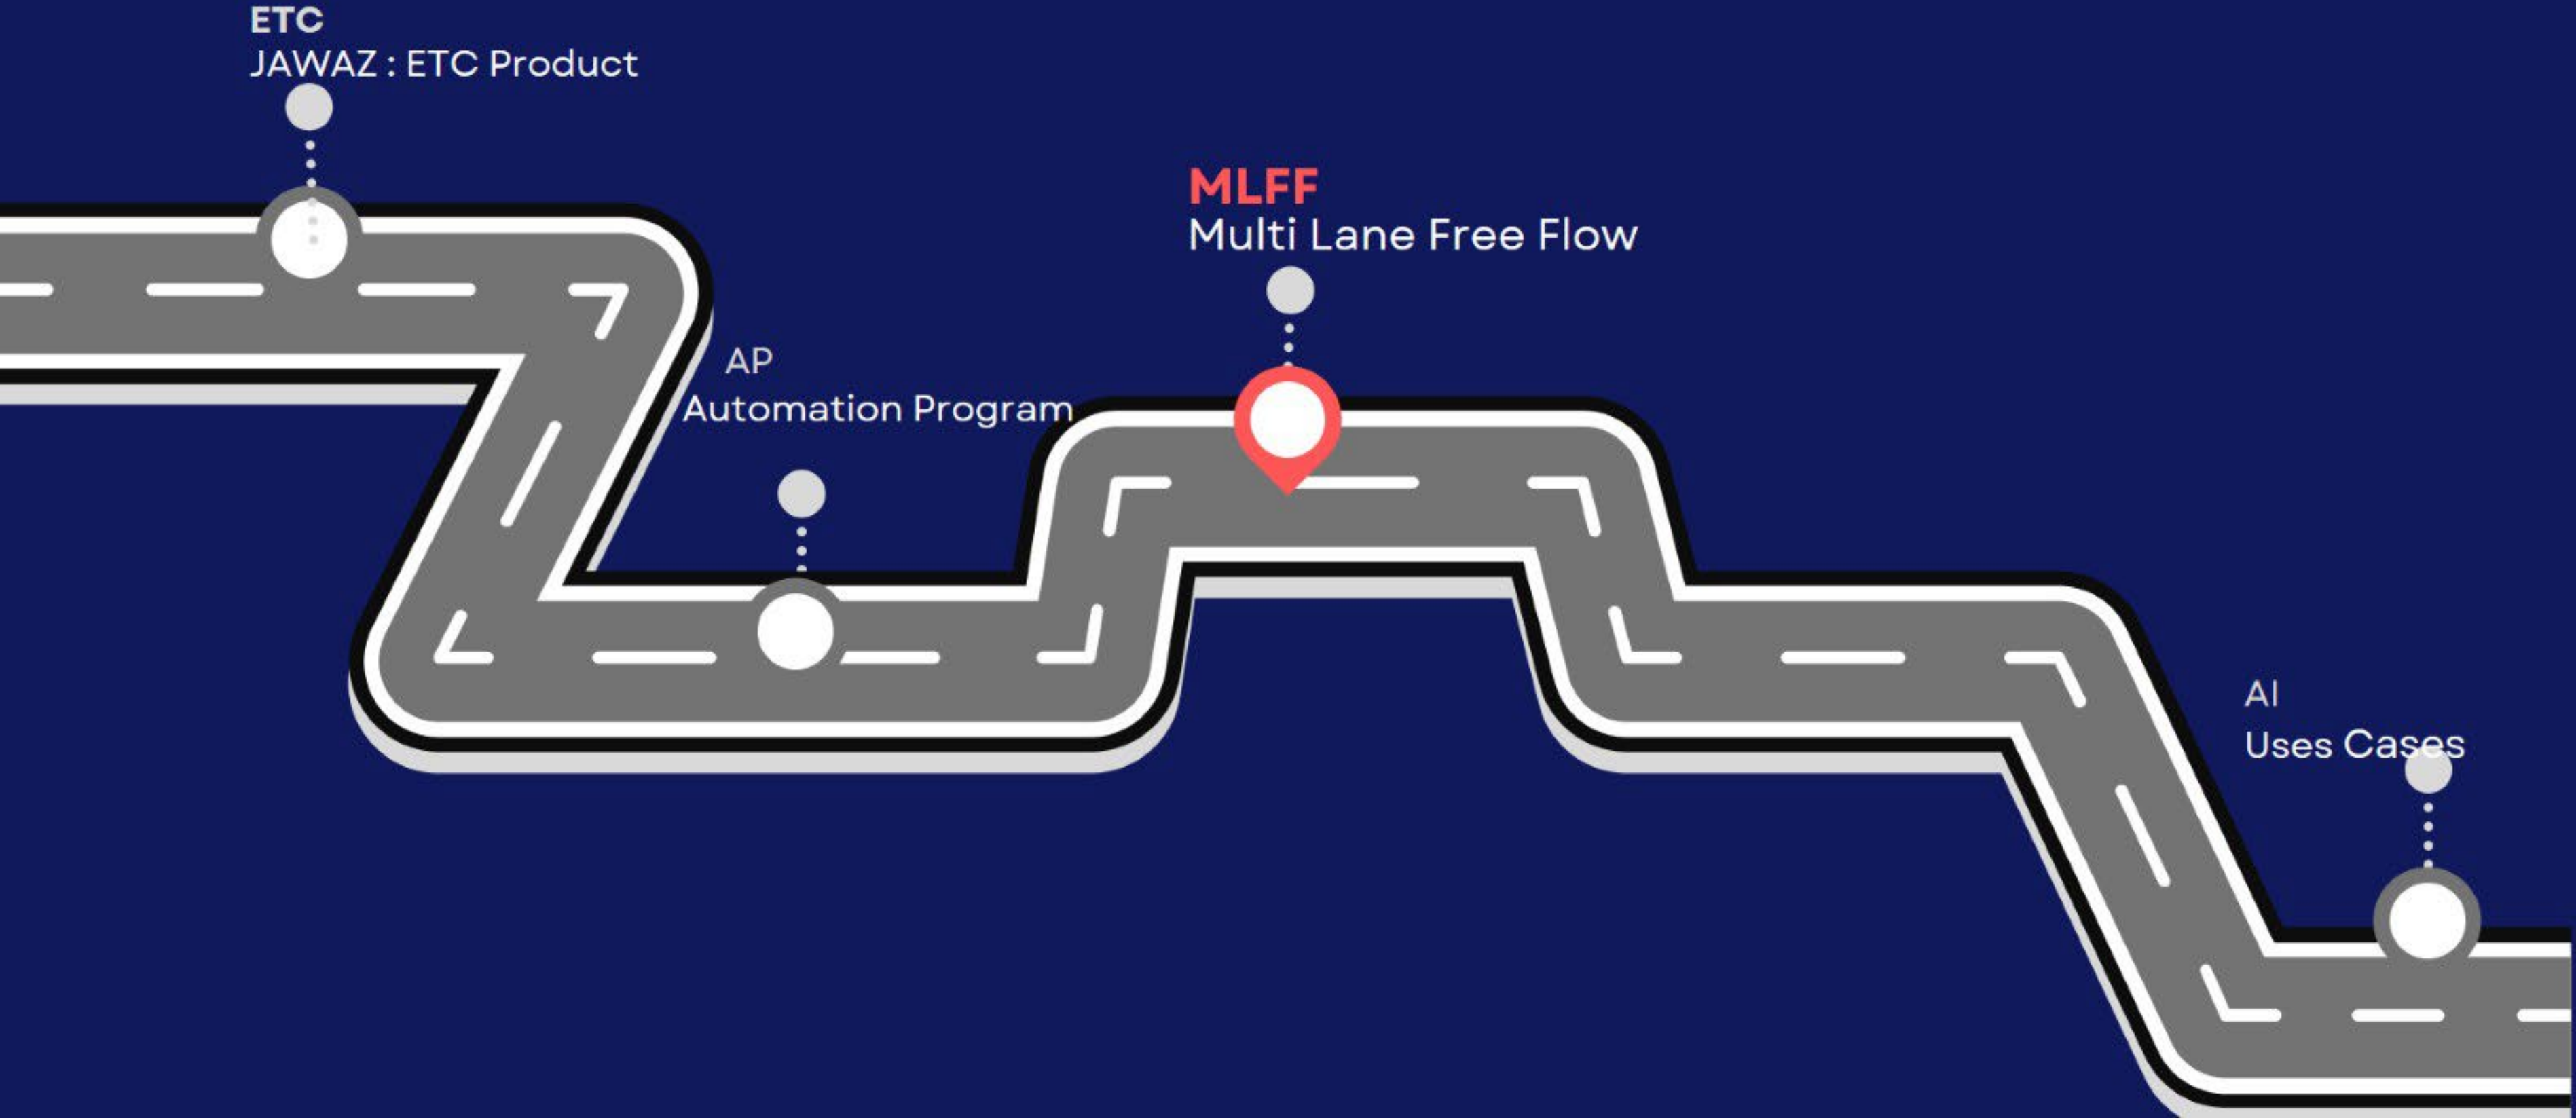 ETC
JAWAZ : ETC Product
MLFF
Multi Lane Free Flow
AP
Automation Program
AI
Uses Cases